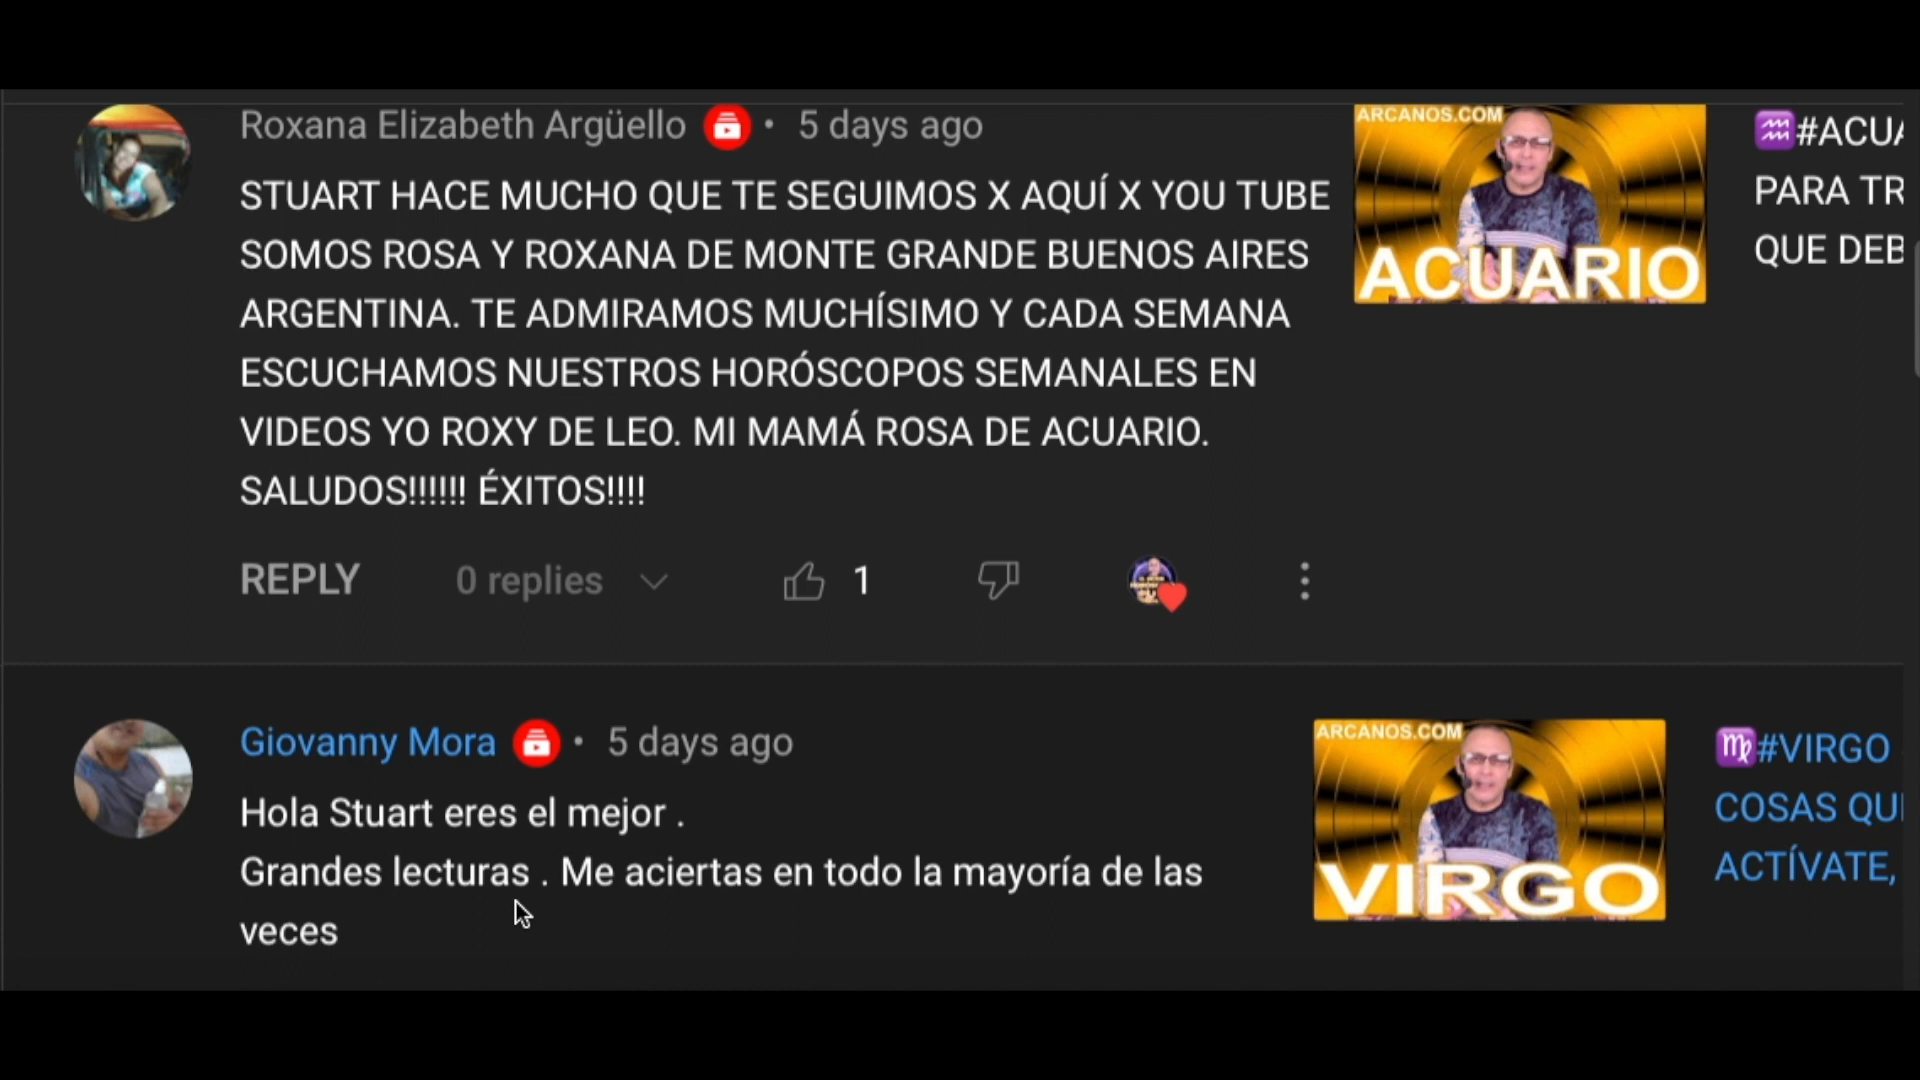 Roxana Elizabeth Argüello • 5 days ago
STUART HACE MUCHO QUE TE SEGUIMOS X AQUÍ X YOU TUBE
SOMOS ROSA Y ROXANA DE MONTE GRANDE BUENOS AIRES
ARGENTINA. TE ADMIRAMOS MUCHÍSIMO Y CADA SEMANA
ESCUCHAMOS NUESTROS HORÓSCOPOS SEMANALES EN
VIDEOS YO ROXY DE LEO. MI MAMÁ ROSA DE ACUARIO.
SALUDOS!!!!!! ÉXITOS!!!!
REPLY 0 replies 1
ARCANOS.COM
ACUARIO
♒#ACUA
PARA TR
QUE DEB
Giovanny Mora • 5 days ago
Hola Stuart eres el mejor .
Grandes lecturas . Me aciertas en todo la mayoría de las
veces
ARCANOS.COM
VIRGO
♍#VIRGO
COSAS QU
ACTÍVATE,